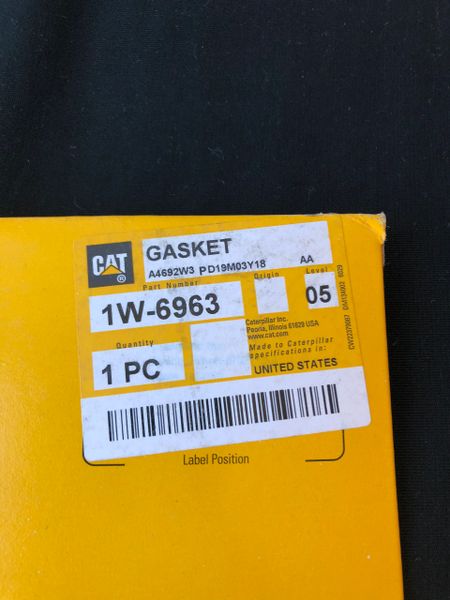 CAT
®
GASKET
A4692W3 PD19M03Y18 AA
Part Number Origin Level
1W-6963 05
Caterpillar Inc.
Peoria, Illinois 61629 USA
www.cat.com
Quantity
Made to Caterpillar
specifications in:
1 PC
UNITED STATES
Label Position